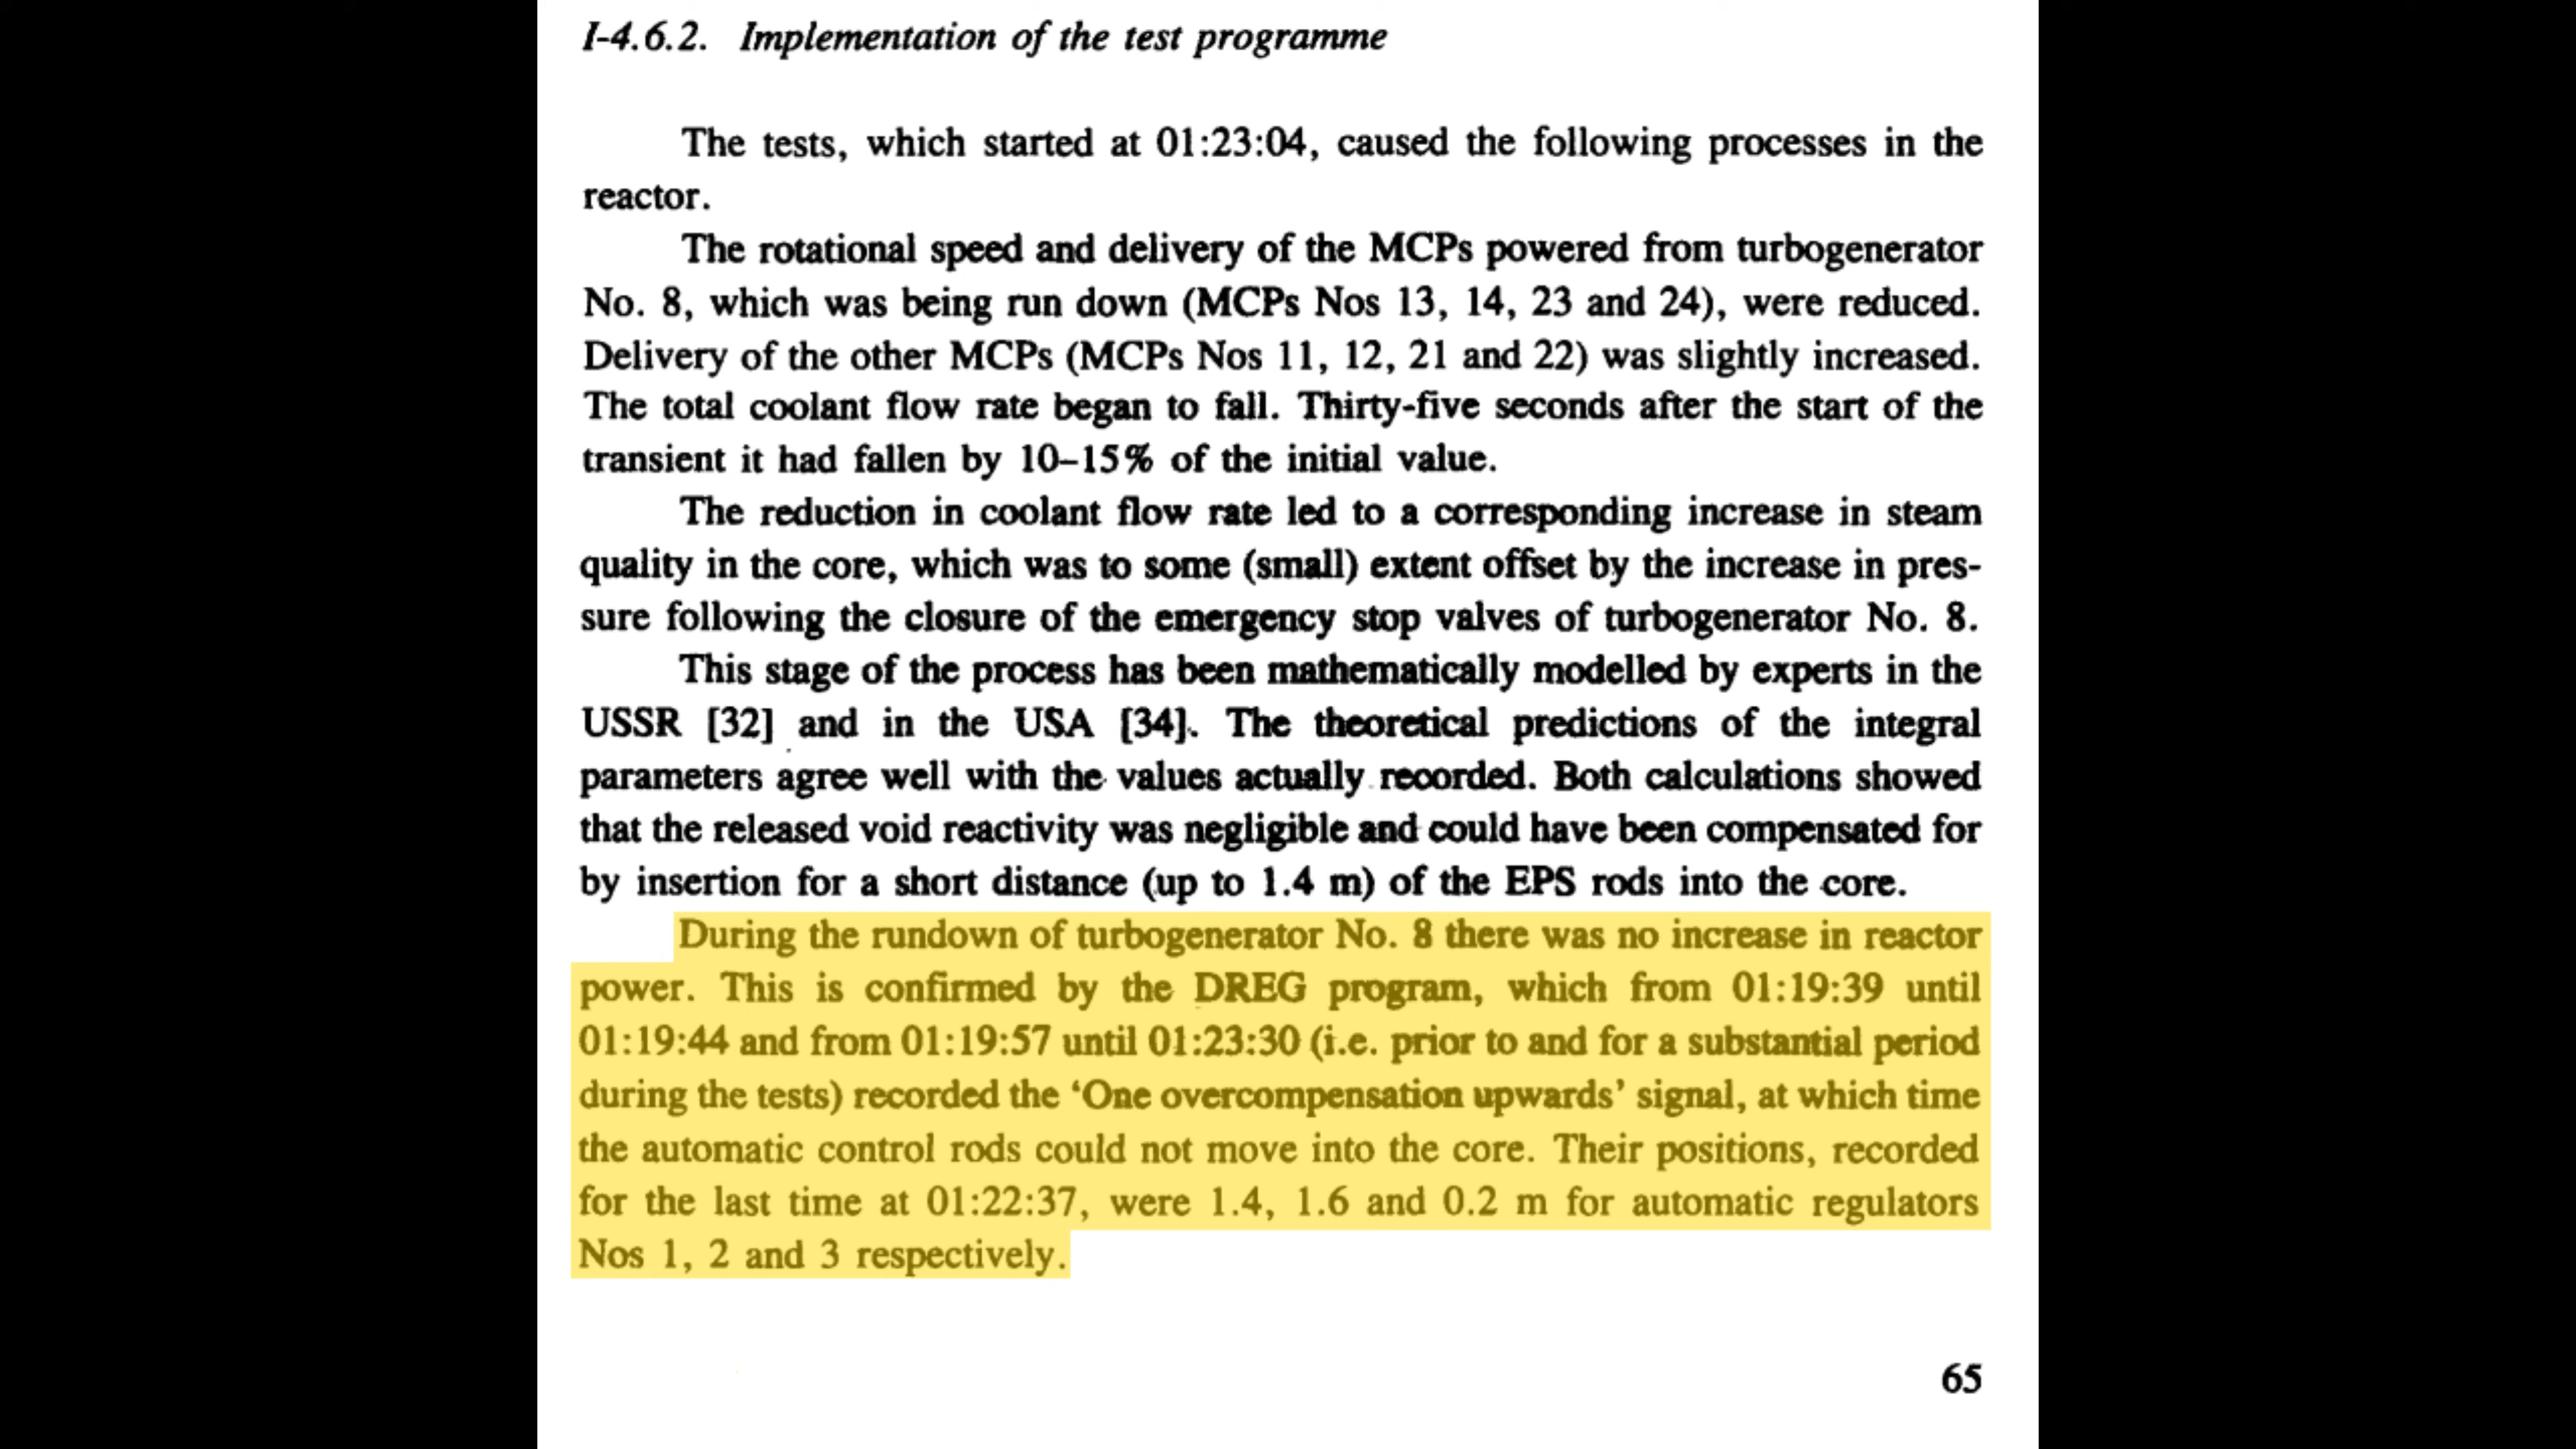 I-4.6.2. Implementation of the test programme
The tests, which started at 01:23:04, caused the following processes in the
reactor.
The rotational speed and delivery of the MCPs powered from turbogenerator
No. 8, which was being run down (MCPs Nos 13, 14, 23 and 24), were reduced.
Delivery of the other MCPs (MCPs Nos 11, 12, 21 and 22) was slightly increased.
The total coolant flow rate began to fall. Thirty-five seconds after the start of the
transient it had fallen by 10–15% of the initial value.
The reduction in coolant flow rate led to a corresponding increase in steam
quality in the core, which was to some (small) extent offset by the increase in pres-
sure following the closure of the emergency stop valves of turbogenerator No. 8.
This stage of the process has been mathematically modelled by experts in the
USSR [32] and in the USA [34]. The theoretical predictions of the integral
parameters agree well with the values actually recorded. Both calculations showed
that the released void reactivity was negligible and could have been compensated for
by insertion for a short distance (up to 1.4 m) of the EPS rods into the core.
During the rundown of turbogenerator No. 8 there was no increase in reactor
power. This is confirmed by the DREG program, which from 01:19:39 until
01:19:44 and from 01:19:57 until 01:23:30 (i.e. prior to and for a substantial period
during the tests) recorded the ‘One overcompensation upwards’ signal, at which time
the automatic control rods could not move into the core. Their positions, recorded
for the last time at 01:22:37, were 1.4, 1.6 and 0.2 m for automatic regulators
Nos 1, 2 and 3 respectively.
65